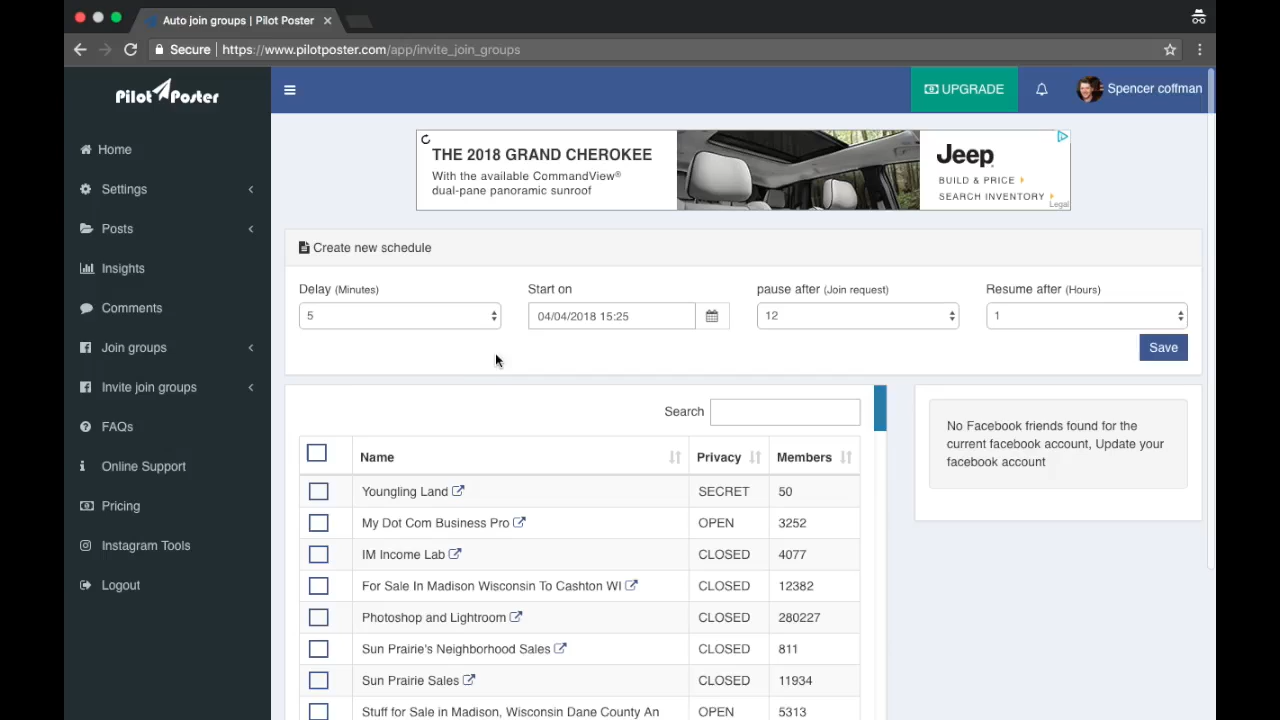 Auto join groups | Pilot Poster
Secure
https://www.pilotposter.com/app/invite_join_groups
Pilot Poster
UPGRADE
Spencer coffman
Home
Settings
Posts
Insights
Comments
Join groups
Invite join groups
FAQs
Online Support
Pricing
Instagram Tools
Logout
THE 2018 GRAND CHEROKEE
With the available CommandView®
dual-pane panoramic sunroof
Jeep
BUILD & PRICE
SEARCH INVENTORY
Legal
Create new schedule
Delay (Minutes)
Start on
pause after (Join request)
Resume after (Hours)
5
04/04/2018 15:25
12
1
Save
Search
Name Privacy Members
Youngling Land SECRET 50
My Dot Com Business Pro OPEN 3252
IM Income Lab CLOSED 4077
For Sale In Madison Wisconsin To Cashton WI CLOSED 12382
Photoshop and Lightroom CLOSED 280227
Sun Prairie's Neighborhood Sales CLOSED 811
Sun Prairie Sales CLOSED 11934
Stuff for Sale in Madison, Wisconsin Dane County An OPEN 5313
No Facebook friends found for the
current facebook account, Update your
facebook account